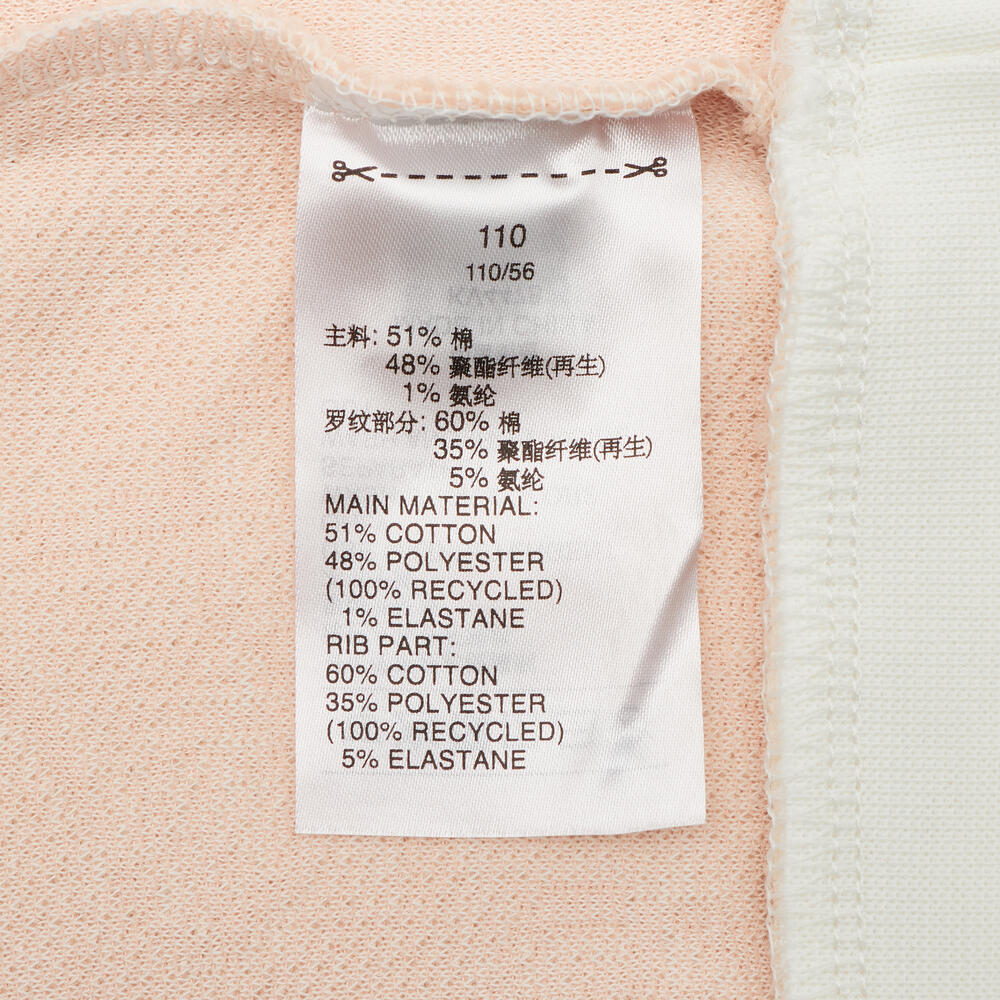 110
110/56
主料: 51% 棉
48% 聚酯纤维(再生)
1% 氨纶
罗纹部分: 60% 棉
35% 聚酯纤维(再生)
5% 氨纶
MAIN MATERIAL:
51% COTTON
48% POLYESTER
(100% RECYCLED)
1% ELASTANE
RIB PART:
60% COTTON
35% POLYESTER
(100% RECYCLED)
5% ELASTANE